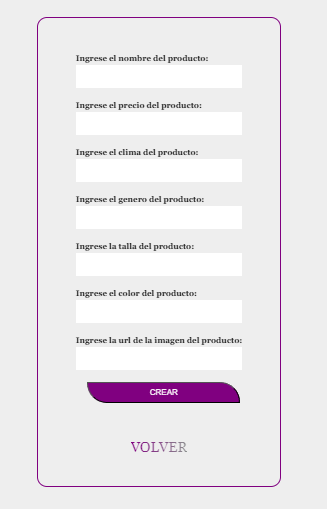 Ingrese el nombre del producto:
Ingrese el precio del producto:
Ingrese el clima del producto:
Ingrese el genero del producto:
Ingrese la talla del producto:
Ingrese el color del producto:
Ingrese la url de la imagen del producto:
CREAR
VOLVER